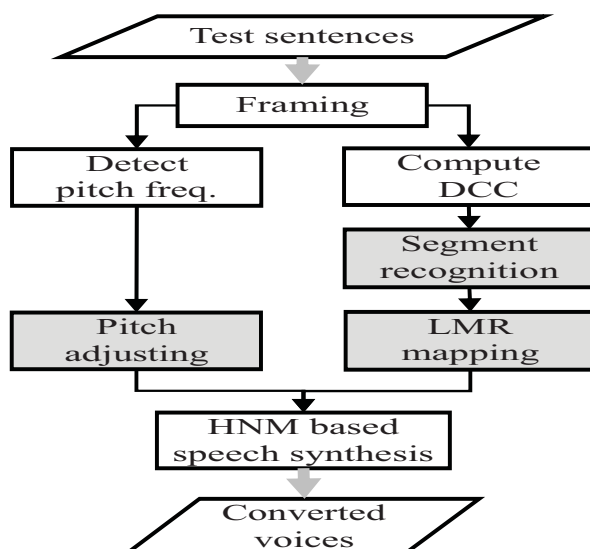 Test sentences
Framing
Detect
pitch freq.
Compute
DCC
Segment
recognition
Pitch
adjusting
LMR
mapping
HNM based
speech synthesis
Converted
voices